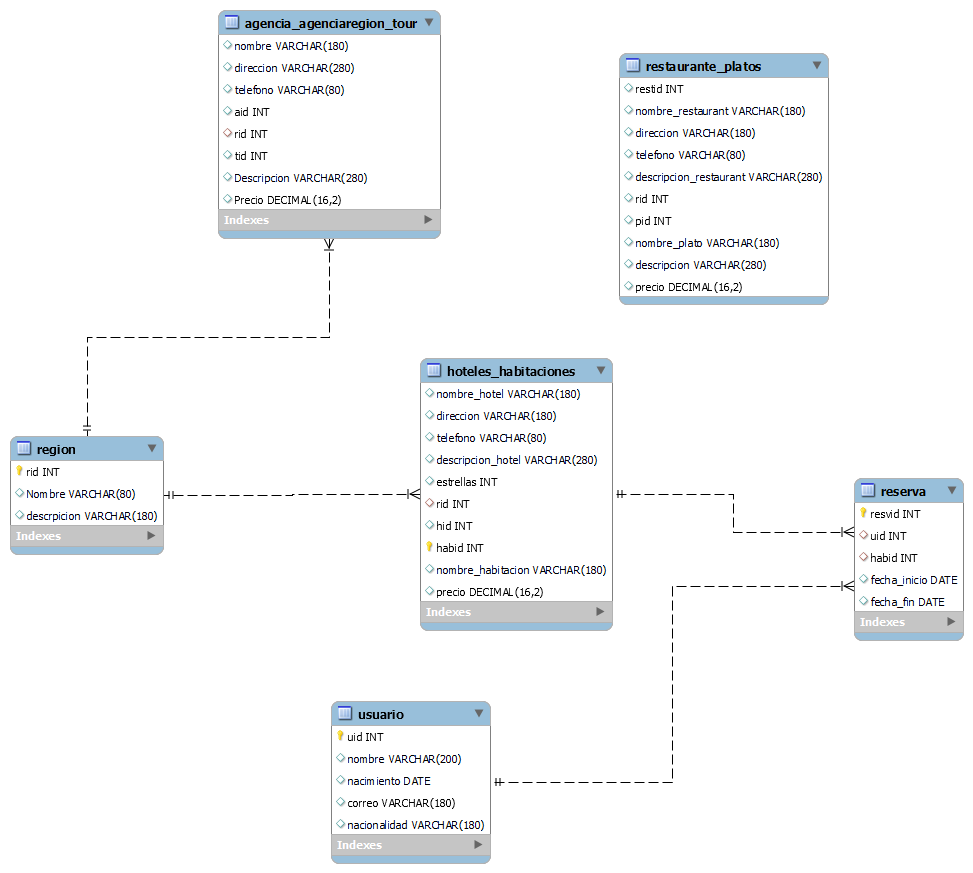 agencia_agenciaregion_tour
nombre VARCHAR(180)
direccion VARCHAR(280)
telefono VARCHAR(80)
aid INT
rid INT
tid INT
Descripcion VARCHAR(280)
Precio DECIMAL(16,2)
Indexes
restaurante_platos
restid INT
nombre_restaurant VARCHAR(180)
direccion VARCHAR(180)
telefono VARCHAR(80)
descripcion_restaurant VARCHAR(280)
rid INT
pid INT
nombre_plato VARCHAR(180)
descripcion VARCHAR(280)
precio DECIMAL(16,2)
hoteles_habitaciones
nombre_hotel VARCHAR(180)
direccion VARCHAR(180)
telefono VARCHAR(80)
descripcion_hotel VARCHAR(280)
estrellas INT
rid INT
hid INT
habid INT
nombre_habitacion VARCHAR(180)
precio DECIMAL(16,2)
Indexes
region
rid INT
Nombre VARCHAR(80)
descrpicion VARCHAR(180)
Indexes
reserva
resvid INT
uid INT
habid INT
fecha_inicio DATE
fecha_fin DATE
Indexes
usuario
uid INT
nombre VARCHAR(200)
nacimiento DATE
correo VARCHAR(180)
nacionalidad VARCHAR(180)
Indexes